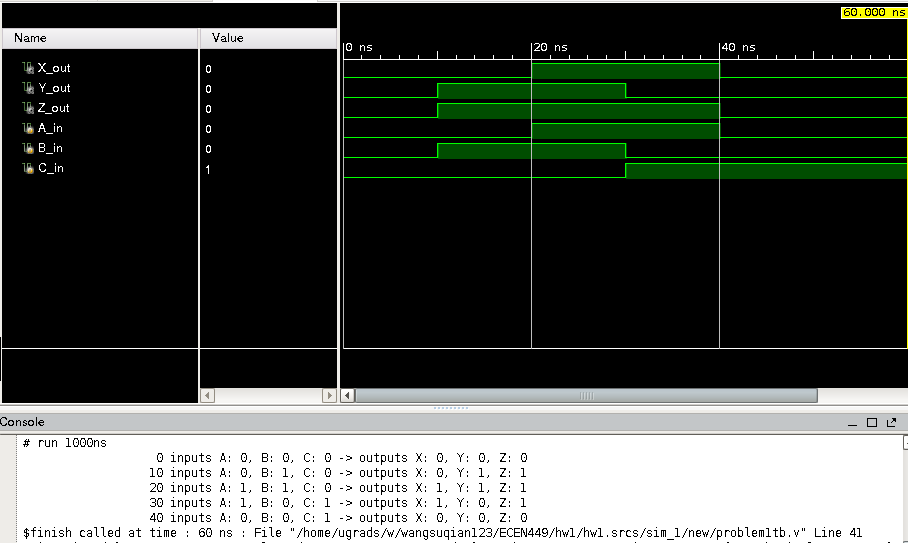 60.000 ns
Name Value
0 ns 20 ns 40 ns
X_out 0
Y_out 0
Z_out 0
A_in 0
B_in 0
C_in 1
Console
# run 1000ns
0 inputs A: 0, B: 0, C: 0 -> outputs X: 0, Y: 0, Z: 0
10 inputs A: 0, B: 1, C: 0 -> outputs X: 0, Y: 1, Z: 1
20 inputs A: 1, B: 1, C: 0 -> outputs X: 1, Y: 1, Z: 1
30 inputs A: 1, B: 0, C: 1 -> outputs X: 1, Y: 0, Z: 1
40 inputs A: 0, B: 0, C: 1 -> outputs X: 0, Y: 0, Z: 0
$finish called at time : 60 ns : File "/home/ugrads/w/wangsuqian123/ECEN449/hw1/hw1.srcs/sim_1/new/problem1tb.v" Line 41